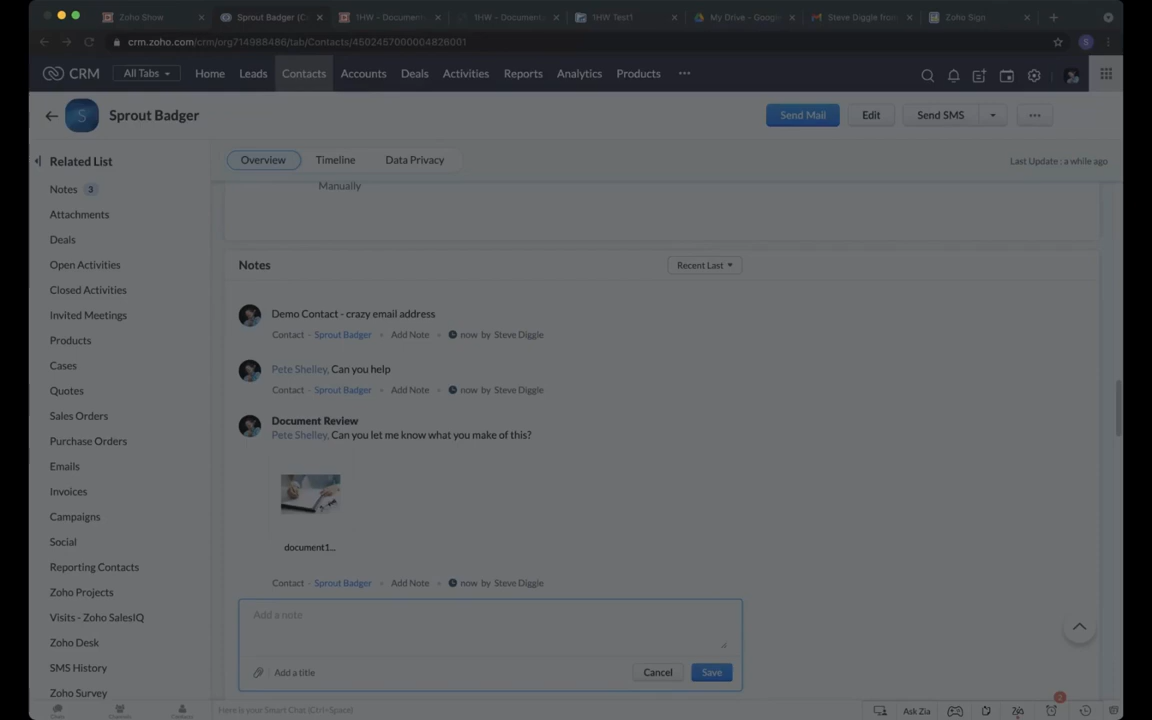 Zoho Show
Sprout Badger (C
1HW - Document
1HW - Document
1HW Test1
My Drive - Google
Steve Diggle from
Zoho Sign
crm.zoho.com/crm/org714988486/tab/Contacts/4502457000004826001
S
CRM
All Tabs
Home
Leads
Contacts
Accounts
Deals
Activities
Reports
Analytics
Products
S
Sprout Badger
Send Mail
Edit
Send SMS
Related List
Overview
Timeline
Data Privacy
Last Update : a while ago
Notes 3
Attachments
Deals
Open Activities
Closed Activities
Invited Meetings
Products
Cases
Quotes
Sales Orders
Purchase Orders
Emails
Invoices
Campaigns
Social
Reporting Contacts
Zoho Projects
Visits - Zoho SalesIQ
Zoho Desk
SMS History
Zoho Survey
Manually
Notes
Recent Last
Demo Contact - crazy email address
Contact - Sprout Badger • Add Note • now by Steve Diggle
Pete Shelley, Can you help
Contact - Sprout Badger • Add Note • now by Steve Diggle
Document Review
Pete Shelley, Can you let me know what you make of this?
document1...
Contact - Sprout Badger • Add Note • now by Steve Diggle
Add a note
Add a title
Cancel
Save
Chats
Channels
Contacts
Here is your Smart Chat (Ctrl+Space)
Ask Zia
2